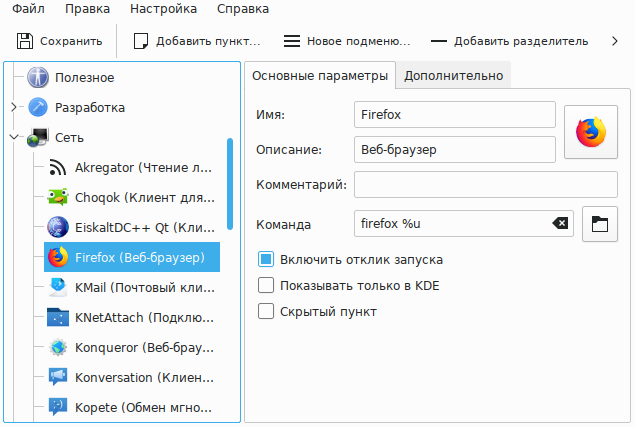 Файл Правка Настройка Справка
Сохранить Добавить пункт... Новое подменю... Добавить разделитель
Полезное
Разработка
Сеть
Akregator (Чтение л...
Choqok (Клиент для...
EiskaltDC++ Qt (Кли...
Firefox (Веб-браузер)
KMail (Почтовый кли...
KNetAttach (Подклю...
Konqueror (Веб-брау...
Konversation (Клиен...
Kopete (Обмен мгно...
Основные параметры Дополнительно
Имя: Firefox
Описание: Веб-браузер
Комментарий:
Команда firefox %u
Включить отклик запуска
Показывать только в KDE
Скрытый пункт